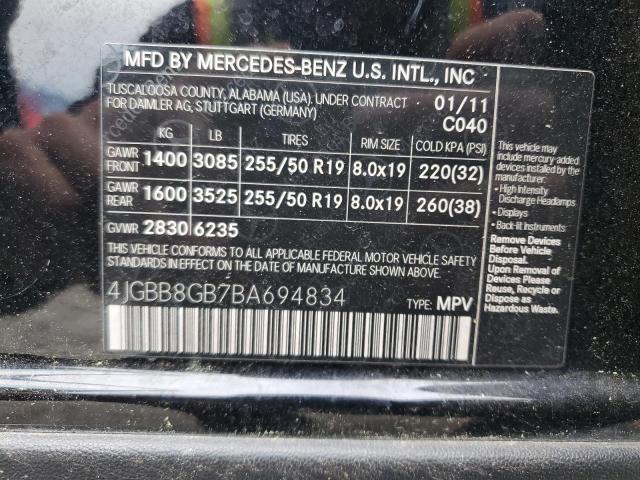 MFD BY MERCEDES-BENZ U.S. INTL., INC
TUSCALOOSA COUNTY, ALABAMA (USA), UNDER CONTRACT
FOR DAIMLER AG, STUTTGART (GERMANY)
01/11
C040
KG LB TIRES RIM SIZE COLD KPA (PSI)
GAWR FRONT 1400 3085 255/50 R19 8.0x19 220(32)
GAWR REAR 1600 3525 255/50 R19 8.0x19 260(38)
GVWR 2830 6235
THIS VEHICLE CONFORMS TO ALL APPLICABLE FEDERAL MOTOR VEHICLE SAFETY
AND THEFT PREVENTION STANDARDS IN EFFECT ON THE DATE OF MANUFACTURE SHOWN ABOVE.
4JGBB8GB7BA694834
TYPE: MPV
This vehicle may
include mercury-added
devices installed by the
manufacturer:
• High Intensity
Discharge Headlamps
• Displays
• Back-lit Instruments
Remove Devices
Before Vehicle
Disposal.
Upon Removal of
Devices Please
Reuse, Recycle or
Dispose as
Hazardous Waste.